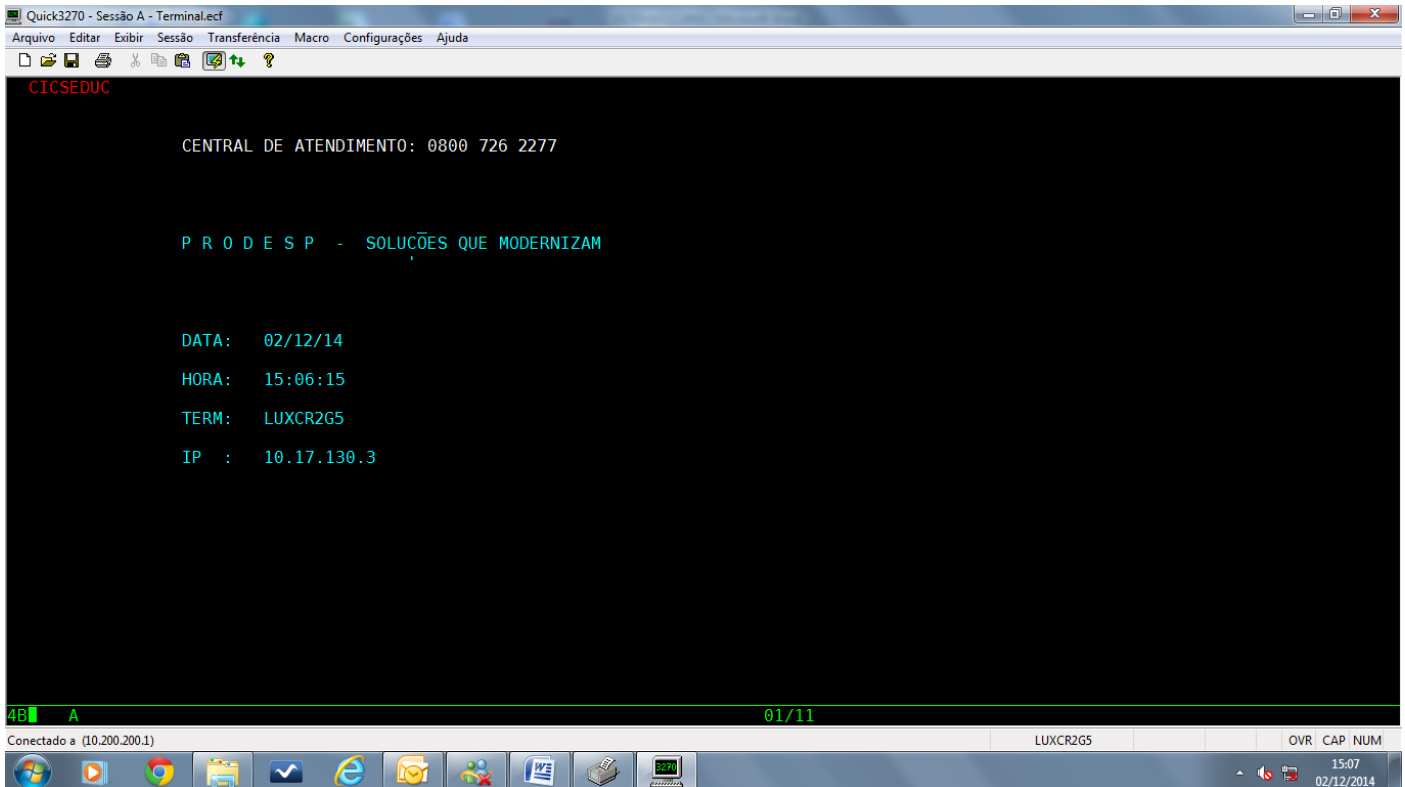 Quick3270 - Sessão A - Terminal.ecf
Arquivo Editar Exibir Sessão Transferência Macro Configurações Ajuda
CICSEDUC
CENTRAL DE ATENDIMENTO: 0800 726 2277
P R O D E S P - SOLUCOES QUE MODERNIZAM
DATA: 02/12/14
HORA: 15:06:15
TERM: LUXCR2G5
IP : 10.17.130.3
4B A 01/11
Conectado a (10.200.200.1) LUXCR2G5 OVR CAP NUM
3270
15:07
02/12/2014